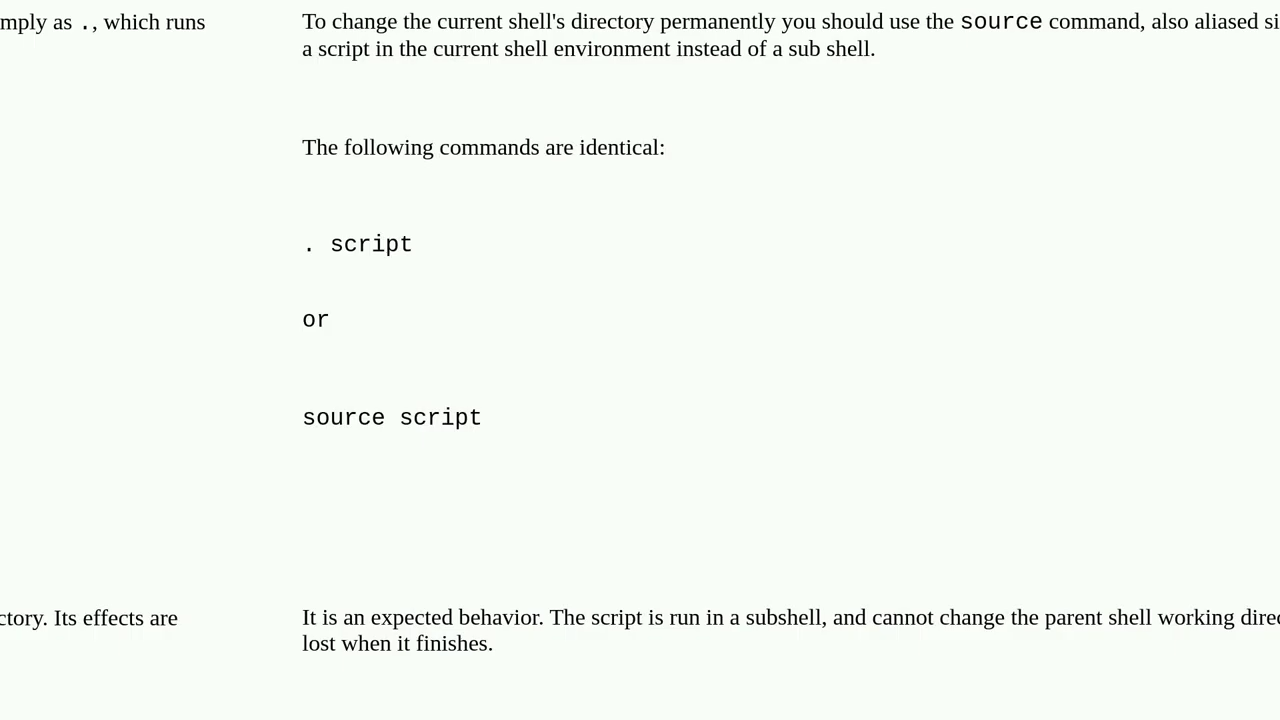 mply as ., which runs
To change the current shell's directory permanently you should use the source command, also aliased si
a script in the current shell environment instead of a sub shell.
The following commands are identical:
. script
or
source script
ctory. Its effects are
It is an expected behavior. The script is run in a subshell, and cannot change the parent shell working direc
lost when it finishes.